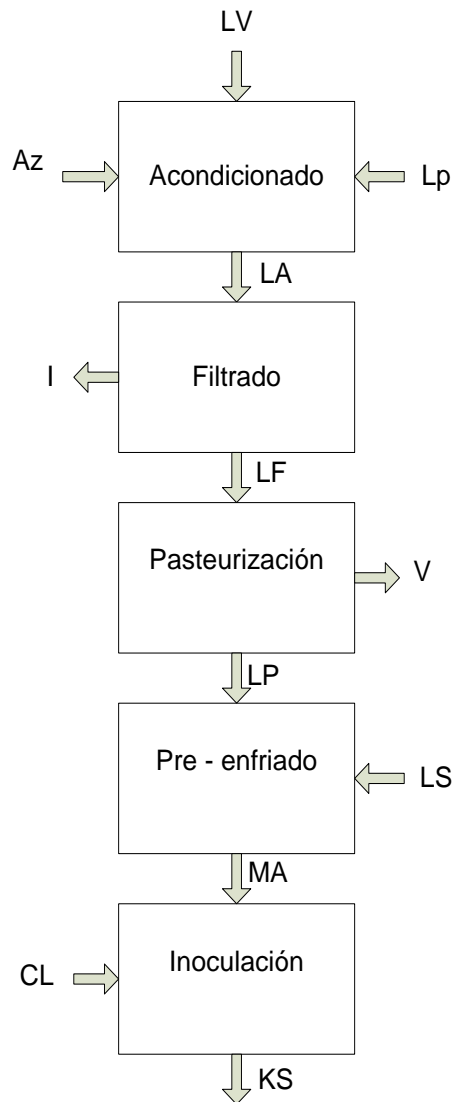 LV
Az
Acondicionado
Lp
LA
I
Filtrado
LF
Pasteurización
V
LP
Pre - enfriado
LS
MA
Inoculación
CL
KS